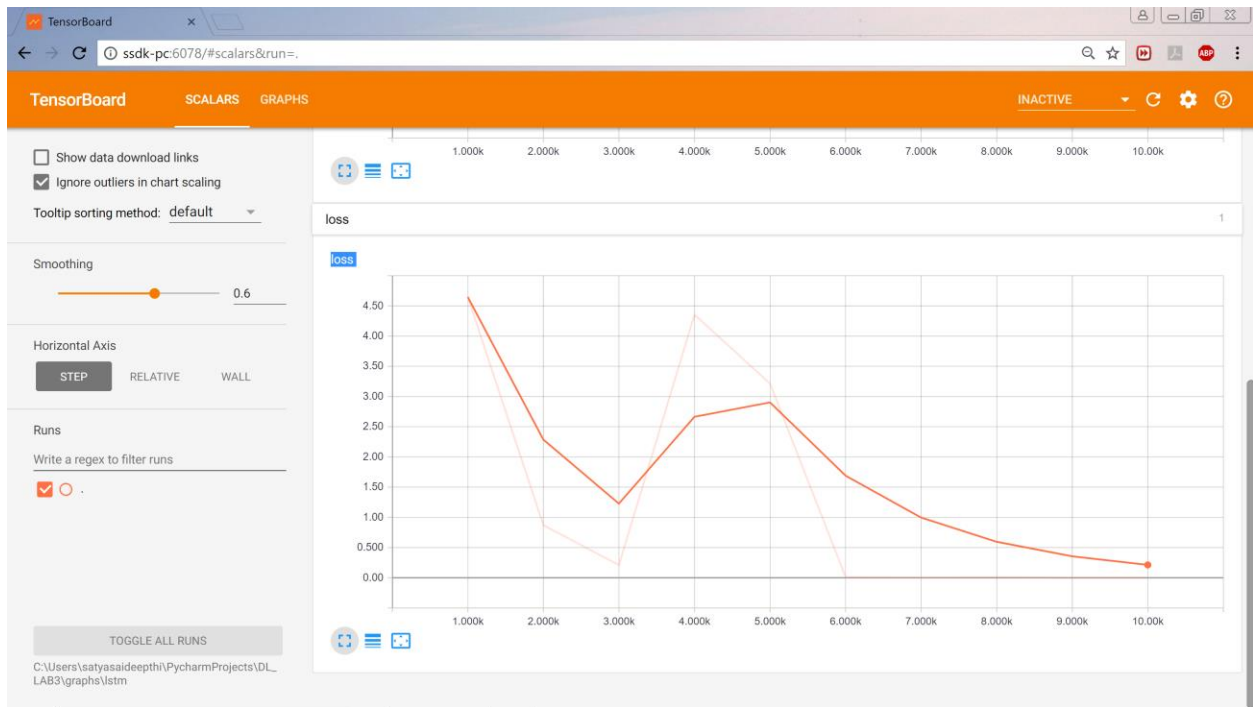 TensorBoard
ssdk-pc:6078/#scalars&run=.
ABP
TensorBoard SCALARS GRAPHS INACTIVE
Show data download links
Ignore outliers in chart scaling
Tooltip sorting method: default
Smoothing
0.6
Horizontal Axis
STEP RELATIVE WALL
Runs
Write a regex to filter runs
.
TOGGLE ALL RUNS
C:\Users\satyasaideepthi\PycharmProjects\DL_
LAB3\graphs\lstm
1.000k 2.000k 3.000k 4.000k 5.000k 6.000k 7.000k 8.000k 9.000k 10.00k
loss 1
loss
4.50
4.00
3.50
3.00
2.50
2.00
1.50
1.00
0.500
0.00
1.000k 2.000k 3.000k 4.000k 5.000k 6.000k 7.000k 8.000k 9.000k 10.00k